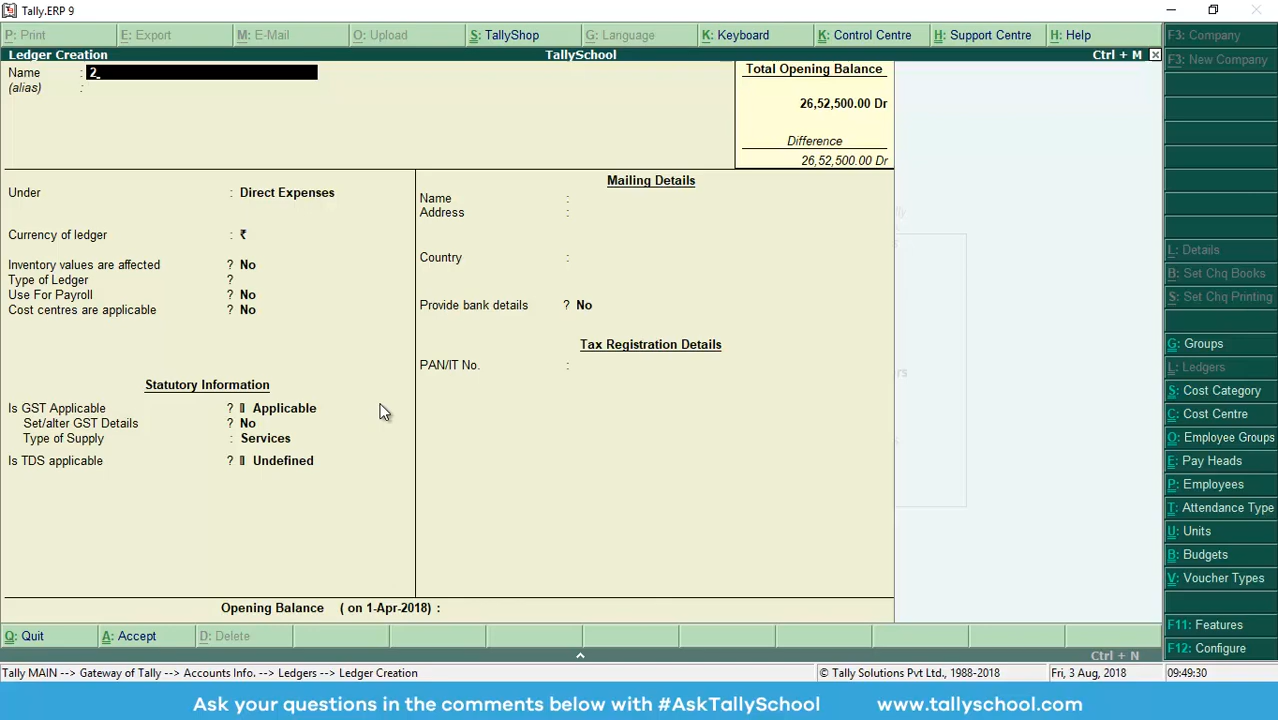 Tally.ERP 9
P: Print E: Export M: E-Mail O: Upload S: TallyShop G: Language K: Keyboard K: Control Centre H: Support Centre H: Help F3: Company
Ledger Creation TallySchool Ctrl + M
F3: New Company
Name : 2
(alias) :
Total Opening Balance
26,52,500.00 Dr
Difference
26,52,500.00 Dr
Under : Direct Expenses
Currency of ledger : ₹
Inventory values are affected ? No
Type of Ledger ?
Use For Payroll ? No
Cost centres are applicable ? No
Statutory Information
Is GST Applicable ? Applicable
Set/alter GST Details ? No
Type of Supply : Services
Is TDS applicable ? Undefined
Mailing Details
Name :
Address :
Country :
Provide bank details ? No
Tax Registration Details
PAN/IT No. :
Opening Balance ( on 1-Apr-2018) :
L: Details
B: Set Chq Books
S: Set Chq Printing
G: Groups
L: Ledgers
S: Cost Category
C: Cost Centre
O: Employee Groups
E: Pay Heads
P: Employees
T: Attendance Type
U: Units
B: Budgets
V: Voucher Types
F11: Features
F12: Configure
Q: Quit A: Accept D: Delete
Ctrl + N
Tally MAIN --> Gateway of Tally --> Accounts Info. --> Ledgers --> Ledger Creation © Tally Solutions Pvt Ltd., 1988-2018 Fri, 3 Aug, 2018 09:49:30
Ask your questions in the comments below with #AskTallySchool www.tallyschool.com